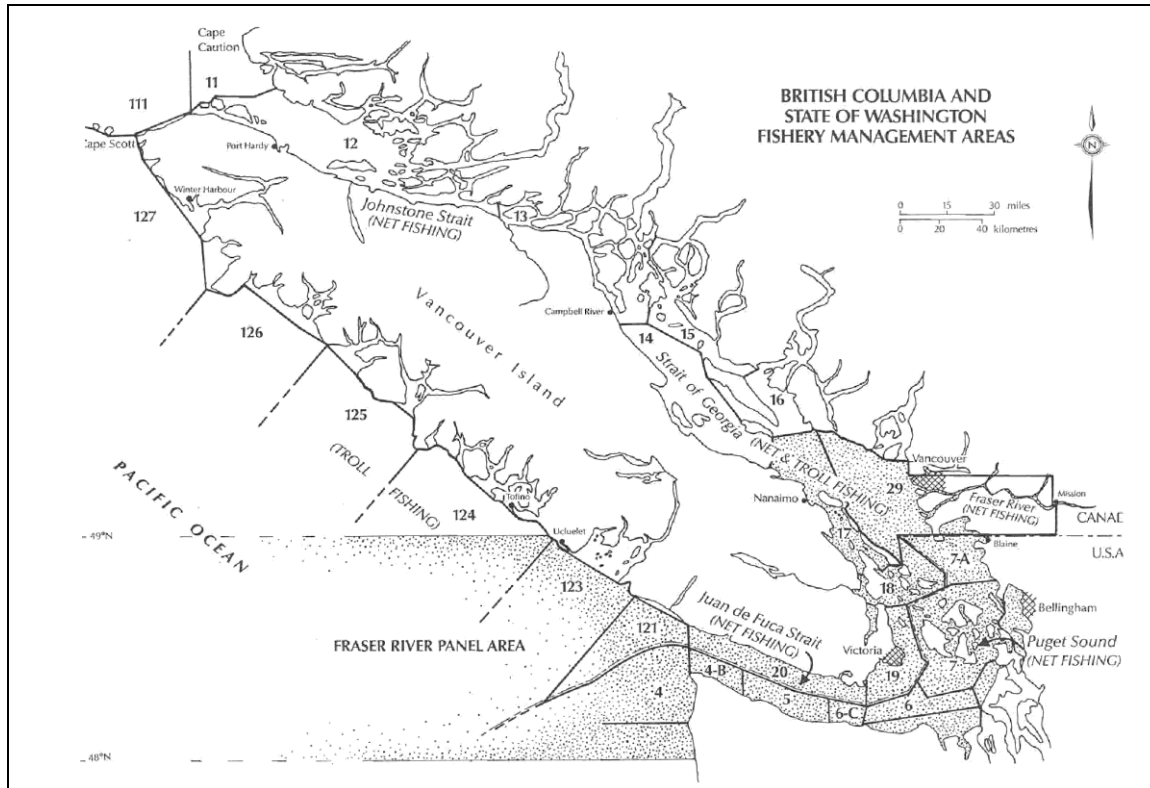 Cape
Caution
11
111
BRITISH COLUMBIA AND
STATE OF WASHINGTON
FISHERY MANAGEMENT AREAS
N
Cape Scott
Port Hardy
12
Winter Harbour
127
Johnstone Strait
(NET FISHING)
13
0 15 30 miles
0 20 40 kilometres
Vancouver Island
Campbell River
126
14
15
Strait of Georgia
(NET & TROLL FISHING)
16
125
(TROLL
FISHING)
PACIFIC OCEAN
Vancouver
29
Fraser River
(NET FISHING)
Mission
Nanaimo
Tofino
124
CANAD
49°N
Ucluelet
17
Blaine
U.S.A
7-A
123
18
Bellingham
Juan de Fuca Strait
(NET FISHING)
121
Puget Sound
(NET FISHING)
FRASER RIVER PANEL AREA
Victoria
7
20
19
4-B
4
5
6-C
6
48°N